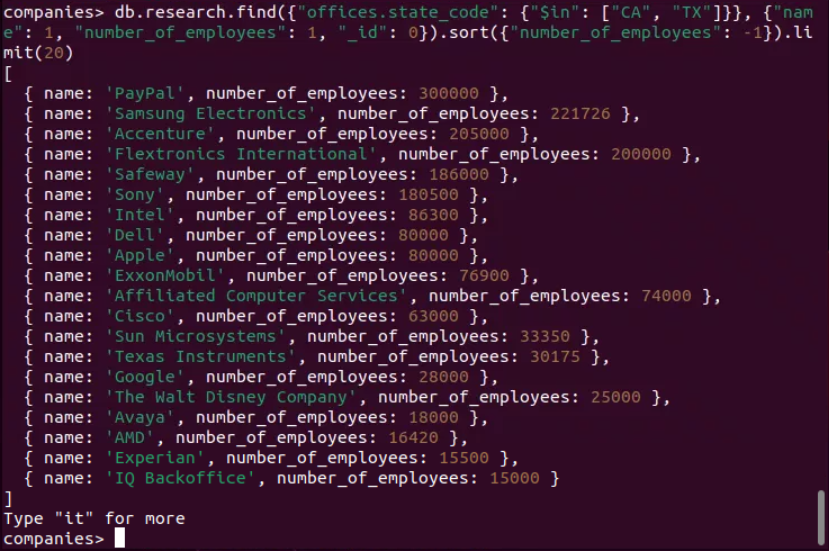 companies> db.research.find({"offices.state_code": {"$in": ["CA", "TX"]}}, {"nam
e": 1, "number_of_employees": 1, "_id": 0}).sort({"number_of_employees": -1}).li
mit(20)
[
  { name: 'PayPal', number_of_employees: 300000 },
  { name: 'Samsung Electronics', number_of_employees: 221726 },
  { name: 'Accenture', number_of_employees: 205000 },
  { name: 'Flextronics International', number_of_employees: 200000 },
  { name: 'Safeway', number_of_employees: 186000 },
  { name: 'Sony', number_of_employees: 180500 },
  { name: 'Intel', number_of_employees: 86300 },
  { name: 'Dell', number_of_employees: 80000 },
  { name: 'Apple', number_of_employees: 80000 },
  { name: 'ExxonMobil', number_of_employees: 76900 },
  { name: 'Affiliated Computer Services', number_of_employees: 74000 },
  { name: 'Cisco', number_of_employees: 63000 },
  { name: 'Sun Microsystems', number_of_employees: 33350 },
  { name: 'Texas Instruments', number_of_employees: 30175 },
  { name: 'Google', number_of_employees: 28000 },
  { name: 'The Walt Disney Company', number_of_employees: 25000 },
  { name: 'Avaya', number_of_employees: 18000 },
  { name: 'AMD', number_of_employees: 16420 },
  { name: 'Experian', number_of_employees: 15500 },
  { name: 'IQ Backoffice', number_of_employees: 15000 }
]
Type "it" for more
companies>